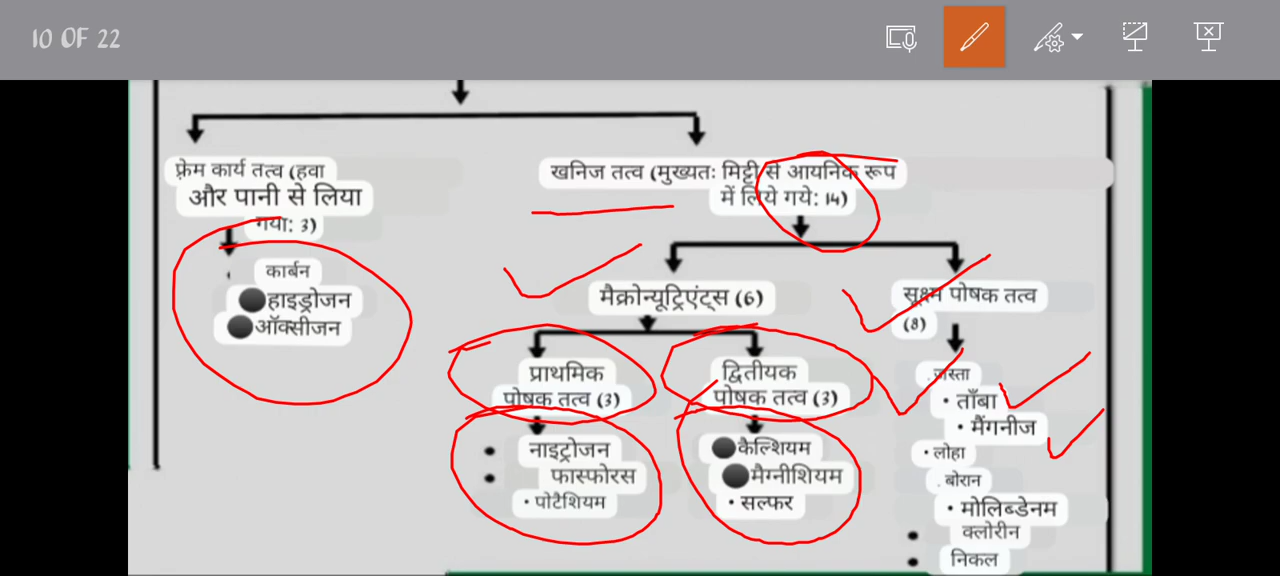 10 OF 22
फ़्रेम कार्य तत्व (हवा
और पानी से लिया
गया: 3)
कार्बन
हाइड्रोजन
ऑक्सीजन
खनिज तत्व (मुख्यतः मिट्टी से आयनिक रूप
में लिये गये: 14)
मैक्रोन्यूट्रिएंट्स (6)
प्राथमिक
पोषक तत्व (3)
• नाइट्रोजन
• फास्फोरस
• पोटैशियम
द्वितीयक
पोषक तत्व (3)
कैल्शियम
मैग्नीशियम
• सल्फर
सूक्ष्म पोषक तत्व
(8)
जस्ता
• ताँबा
• मैंगनीज
• लोहा
. बोरान
• मोलिब्डेनम
• क्लोरीन
• निकल